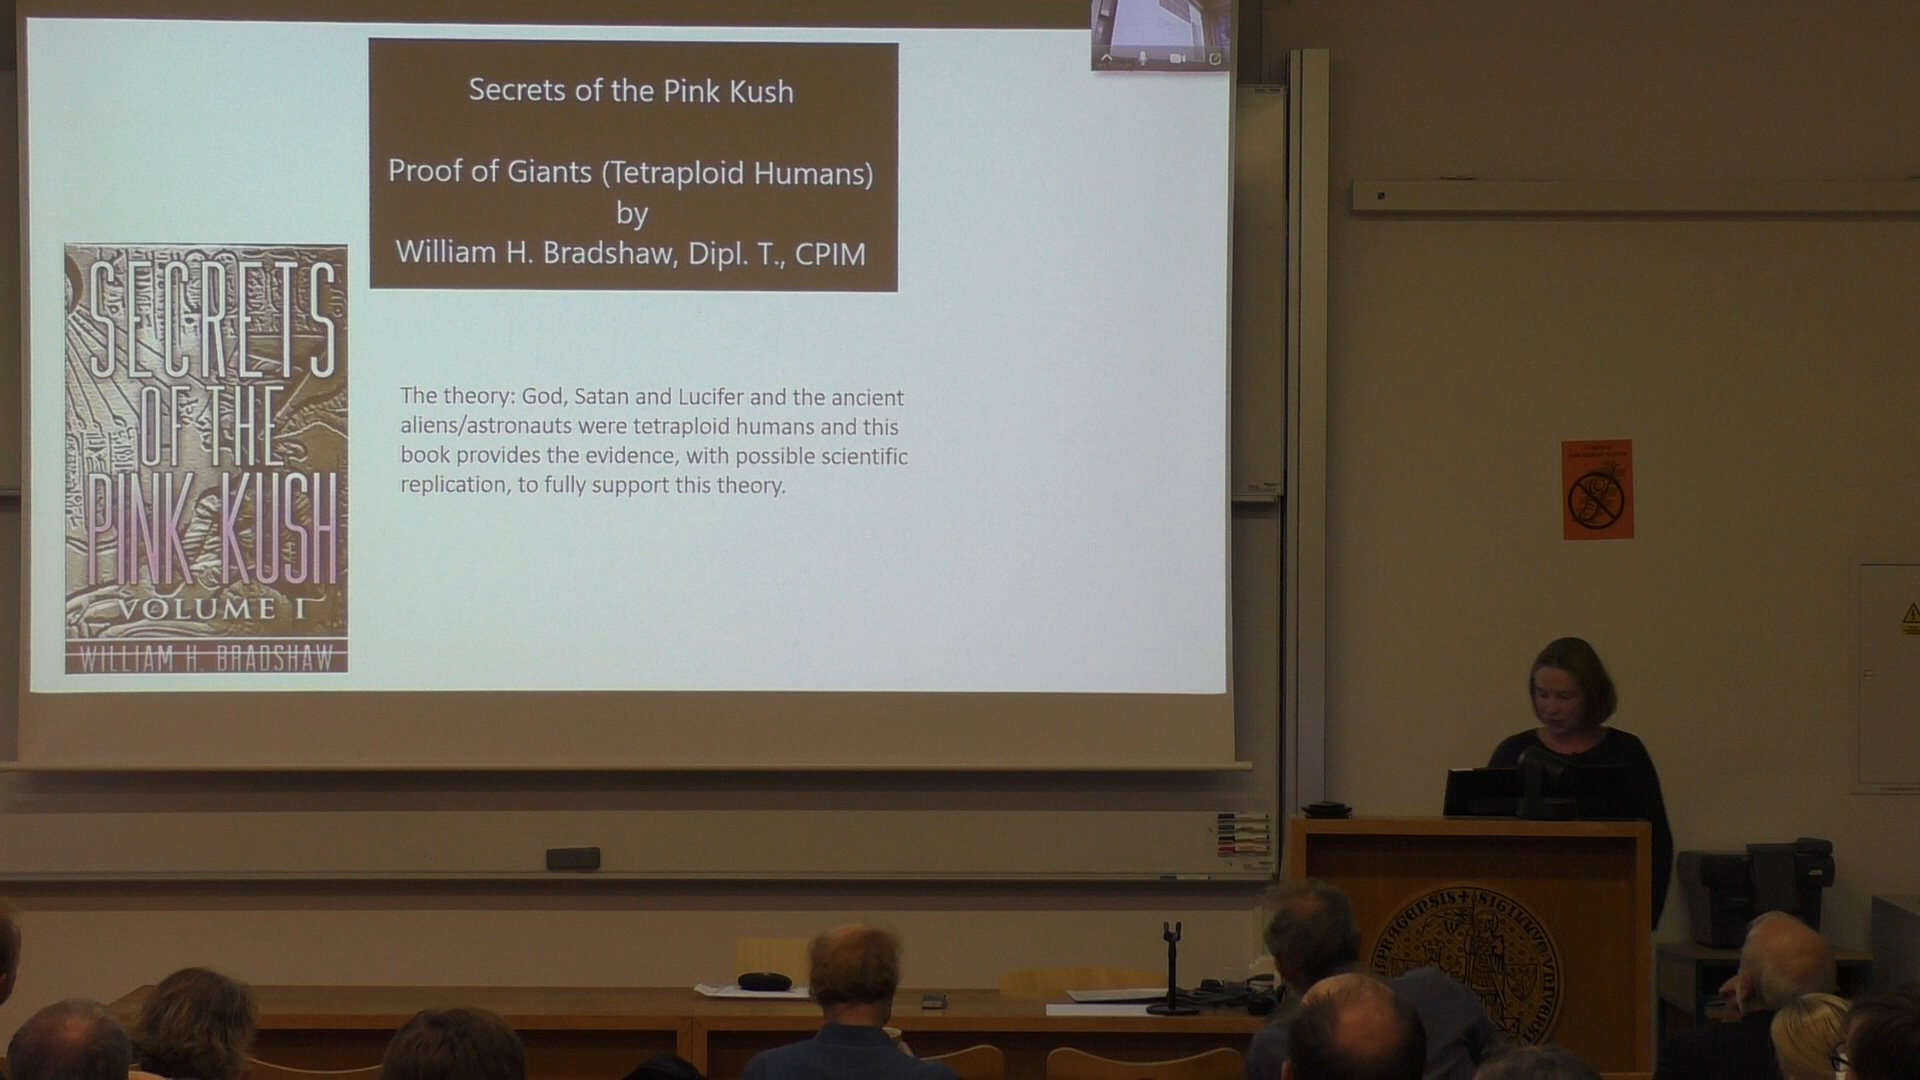 Secrets of the Pink Kush
Proof of Giants (Tetraploid Humans)
by
William H. Bradshaw, Dipl. T., CPIM
SECRETS
OF THE
PINK KUSH
VOLUME I
WILLIAM H. BRADSHAW
The theory: God, Satan and Lucifer and the ancient
aliens/astronauts were tetraploid humans and this
book provides the evidence, with possible scientific
replication, to fully support this theory.